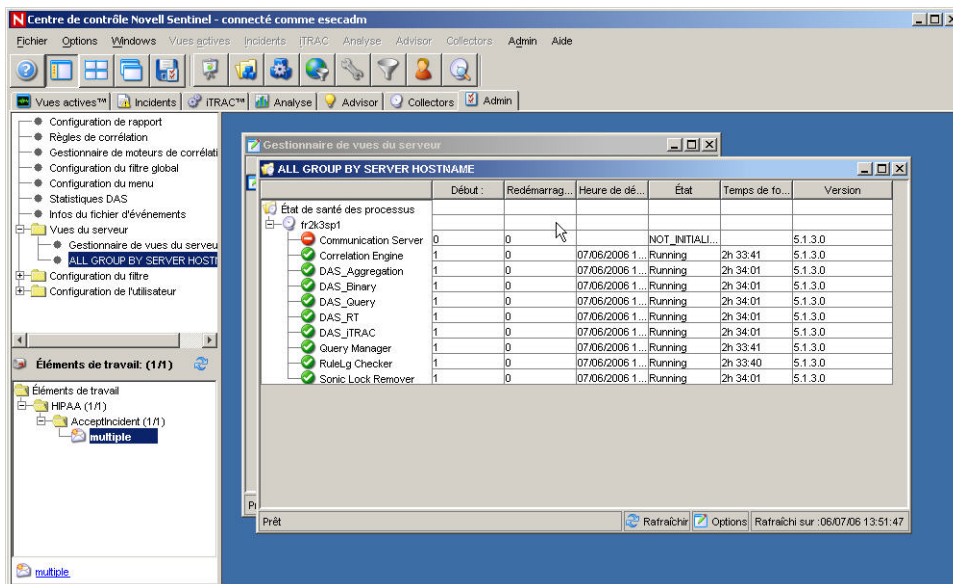 Centre de contrôle Novell Sentinel - connecté comme esecadm
Fichier Options Windows Vues actives Incidents iTRAC Analyse Advisor Collectors Admin Aide
Vues actives™ Incidents iTRAC™ Analyse Advisor Collectors Admin
Configuration de rapport
Règles de corrélation
Gestionnaire de moteurs de corrélati
Configuration du filtre global
Configuration du menu
Statistiques DAS
Infos du fichier d'événements
Vues du serveur
Gestionnaire de vues du serveu
ALL GROUP BY SERVER HOSTN
Configuration du filtre
Configuration de l'utilisateur
Éléments de travail: (1/1)
Éléments de travail
HIPAA (1/1)
AcceptIncident (1/1)
multiple
multiple
Gestionnaire de vues du serveur
ALL GROUP BY SERVER HOSTNAME
Début : Redémarrag... Heure de dé... État Temps de fo... Version
État de santé des processus
fr2k3sp1
Communication Server 0 0 NOT_INITIALI... 5.1.3.0
Correlation Engine 1 0 07/06/2006 1... Running 2h 33:41 5.1.3.0
DAS_Aggregation 1 0 07/06/2006 1... Running 2h 34:01 5.1.3.0
DAS_Binary 1 0 07/06/2006 1... Running 2h 34:01 5.1.3.0
DAS_Query 1 0 07/06/2006 1... Running 2h 34:01 5.1.3.0
DAS_RT 1 0 07/06/2006 1... Running 2h 34:01 5.1.3.0
DAS_iTRAC 1 0 07/06/2006 1... Running 2h 34:01 5.1.3.0
Query Manager 1 0 07/06/2006 1... Running 2h 33:41 5.1.3.0
RuleLg Checker 1 0 07/06/2006 1... Running 2h 33:40 5.1.3.0
Sonic Lock Remover 1 0 07/06/2006 1... Running 2h 34:01 5.1.3.0
Prêt Rafraîchir Options Rafraîchi sur :06/07/06 13:51:47